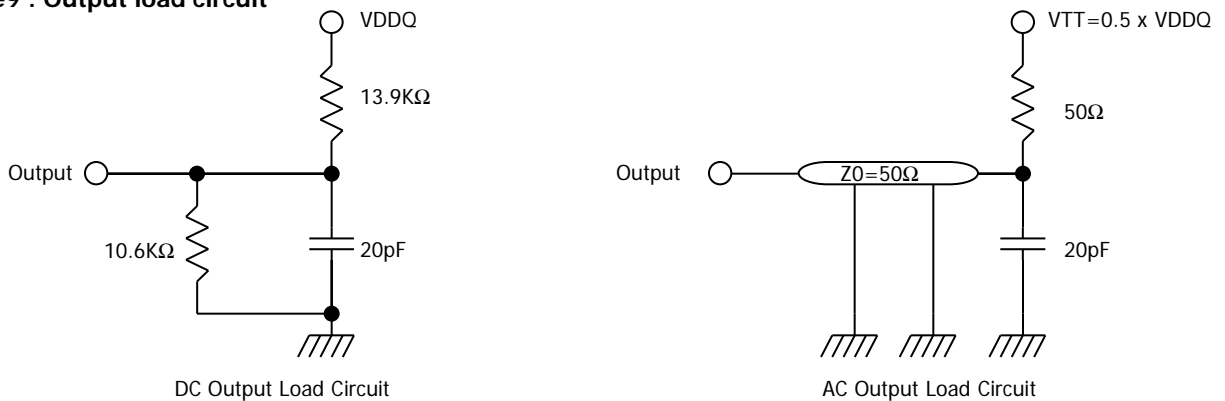 e9 : Output load circuit
VDDQ
13.9KΩ
Output
10.6KΩ
20pF
DC Output Load Circuit
VTT=0.5 x VDDQ
50Ω
Output
Z0=50Ω
20pF
AC Output Load Circuit